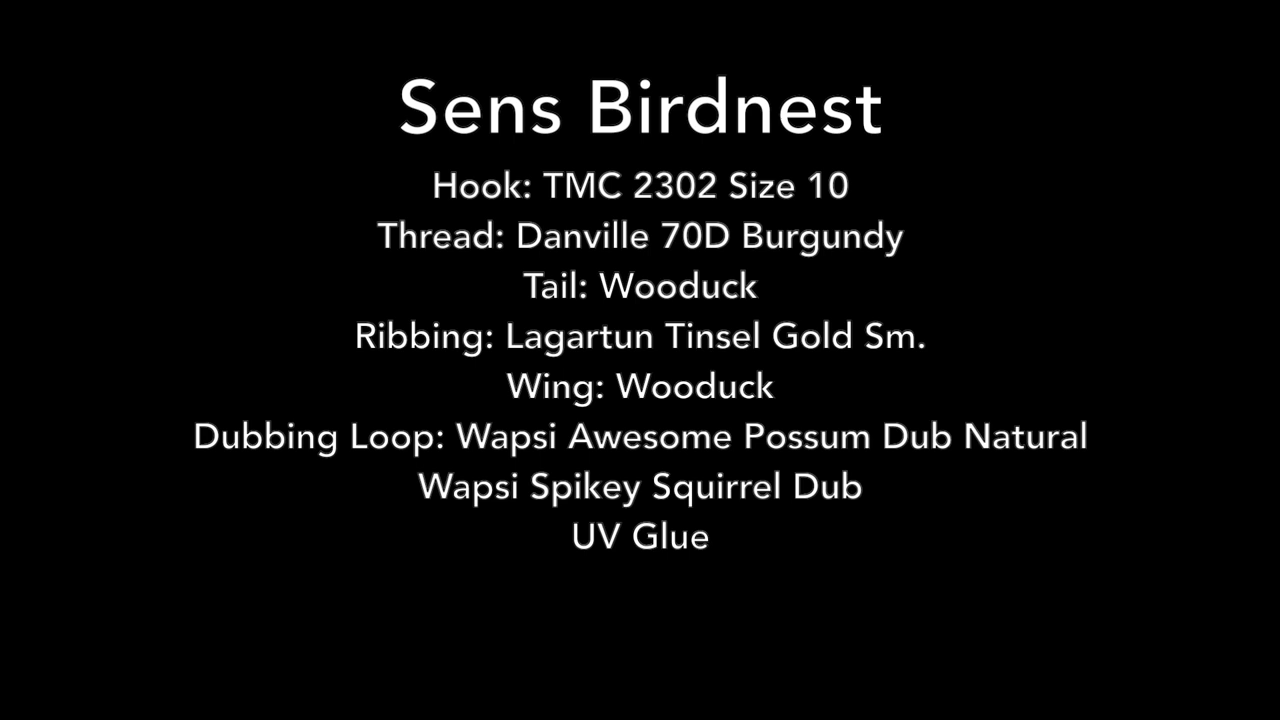 Sens Birdnest
Hook: TMC 2302 Size 10
Thread: Danville 70D Burgundy
Tail: Wooduck
Ribbing: Lagartun Tinsel Gold Sm.
Wing: Wooduck
Dubbing Loop: Wapsi Awesome Possum Dub Natural
Wapsi Spikey Squirrel Dub
UV Glue